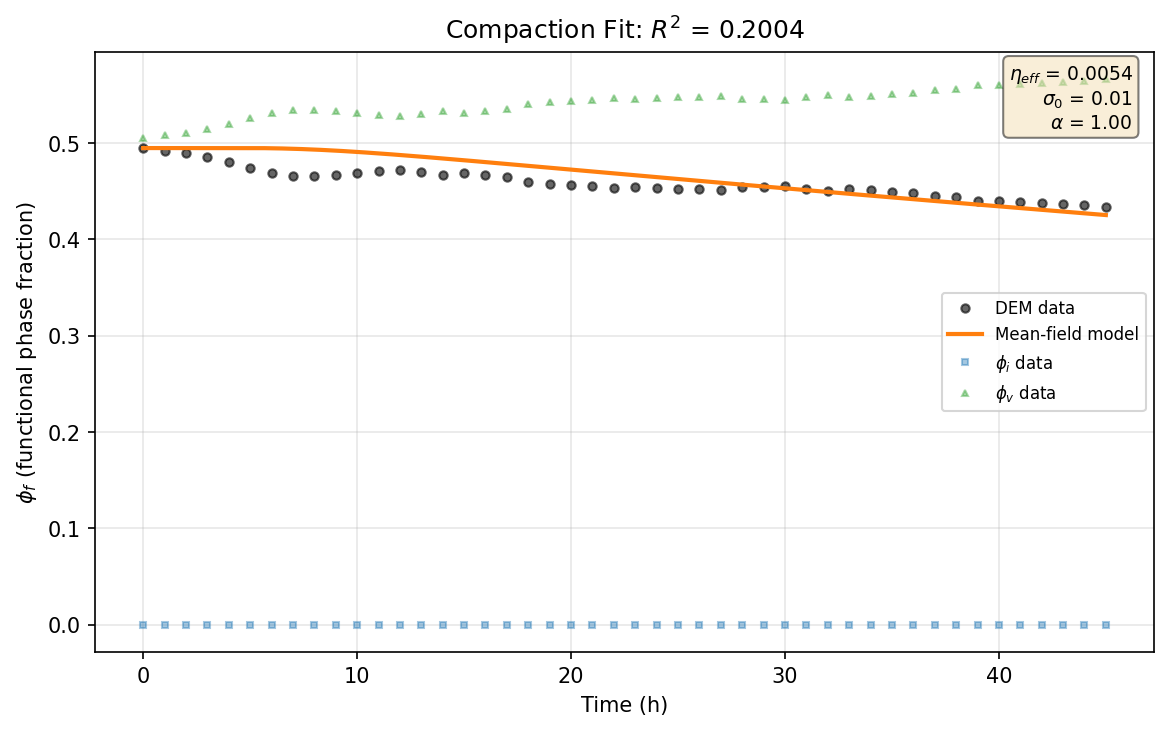 Compaction Fit: R² = 0.2004
η_eff = 0.0054
σ₀ = 0.01
α = 1.00
ϕ_f (functional phase fraction)
0.5
0.4
0.3
0.2
0.1
0.0
DEM data
Mean-field model
ϕ_i data
ϕ_v data
0 10 20 30 40
Time (h)